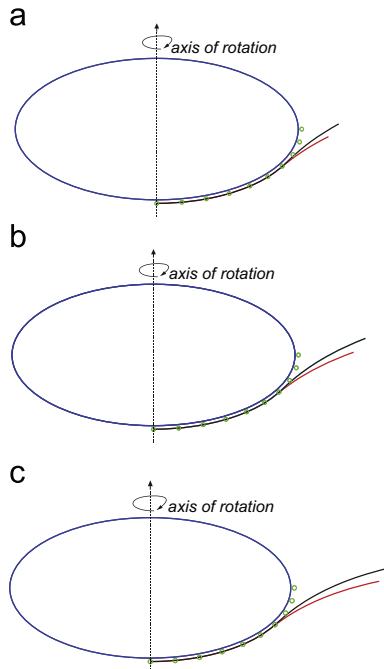 a
axis of rotation
b
axis of rotation
c
axis of rotation